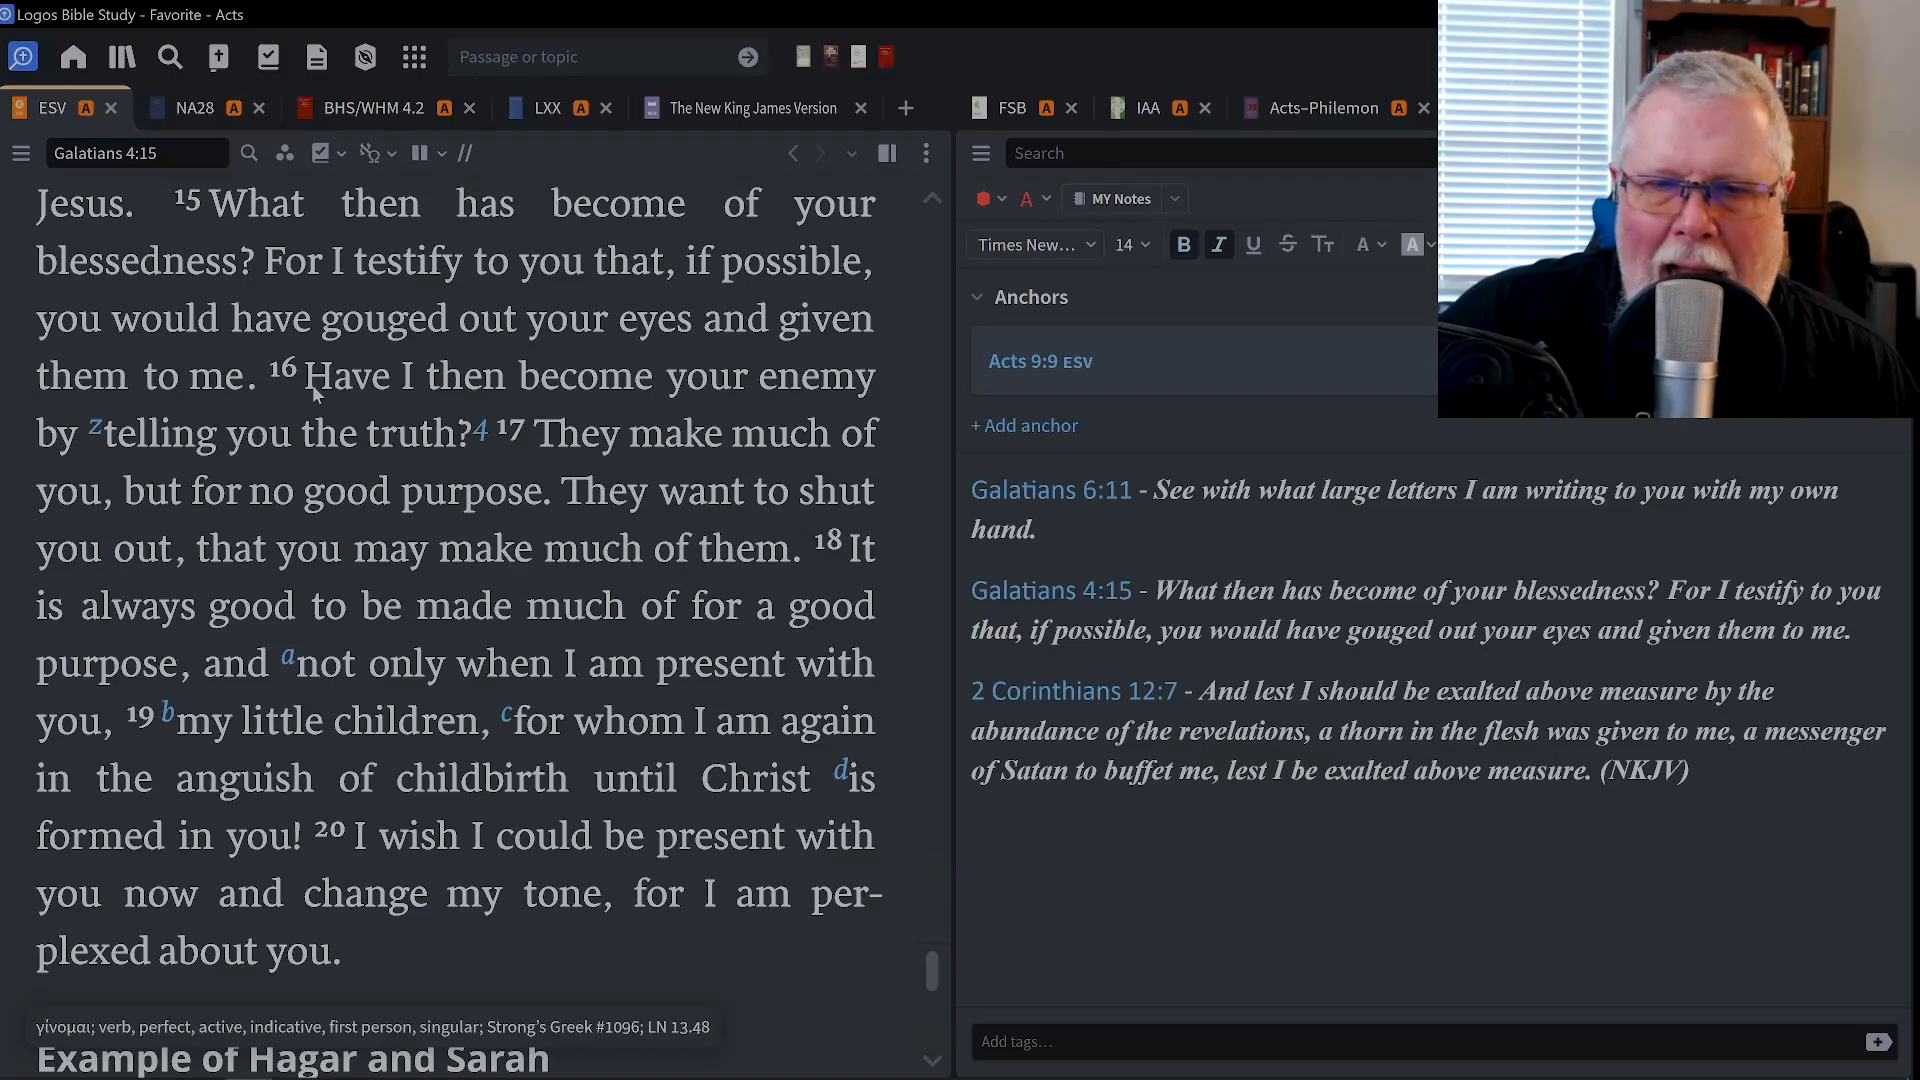 Logos Bible Study - Favorite - Acts
Passage or topic
ESV A
NA28 A
BHS/WHM 4.2 A
LXX A
The New King James Version
FSB A
IAA A
Acts–Philemon A
Galatians 4:15
Search
A
MY Notes
Times New...
14
B I U S TT A A
Anchors
Acts 9:9 ESV
+ Add anchor
Jesus. 15 What then has become of your
blessedness? For I testify to you that, if possible,
you would have gouged out your eyes and given
them to me. 16 Have I then become your enemy
by z telling you the truth?4 17 They make much of
you, but for no good purpose. They want to shut
you out, that you may make much of them. 18 It
is always good to be made much of for a good
purpose, and a not only when I am present with
you, 19 b my little children, c for whom I am again
in the anguish of childbirth until Christ d is
formed in you! 20 I wish I could be present with
you now and change my tone, for I am per-
plexed about you.
γίνομαι; verb, perfect, active, indicative, first person, singular; Strong's Greek #1096; LN 13.48
Example of Hagar and Sarah
Galatians 6:11 - See with what large letters I am writing to you with my own
hand.
Galatians 4:15 - What then has become of your blessedness? For I testify to you
that, if possible, you would have gouged out your eyes and given them to me.
2 Corinthians 12:7 - And lest I should be exalted above measure by the
abundance of the revelations, a thorn in the flesh was given to me, a messenger
of Satan to buffet me, lest I be exalted above measure. (NKJV)
Add tags...